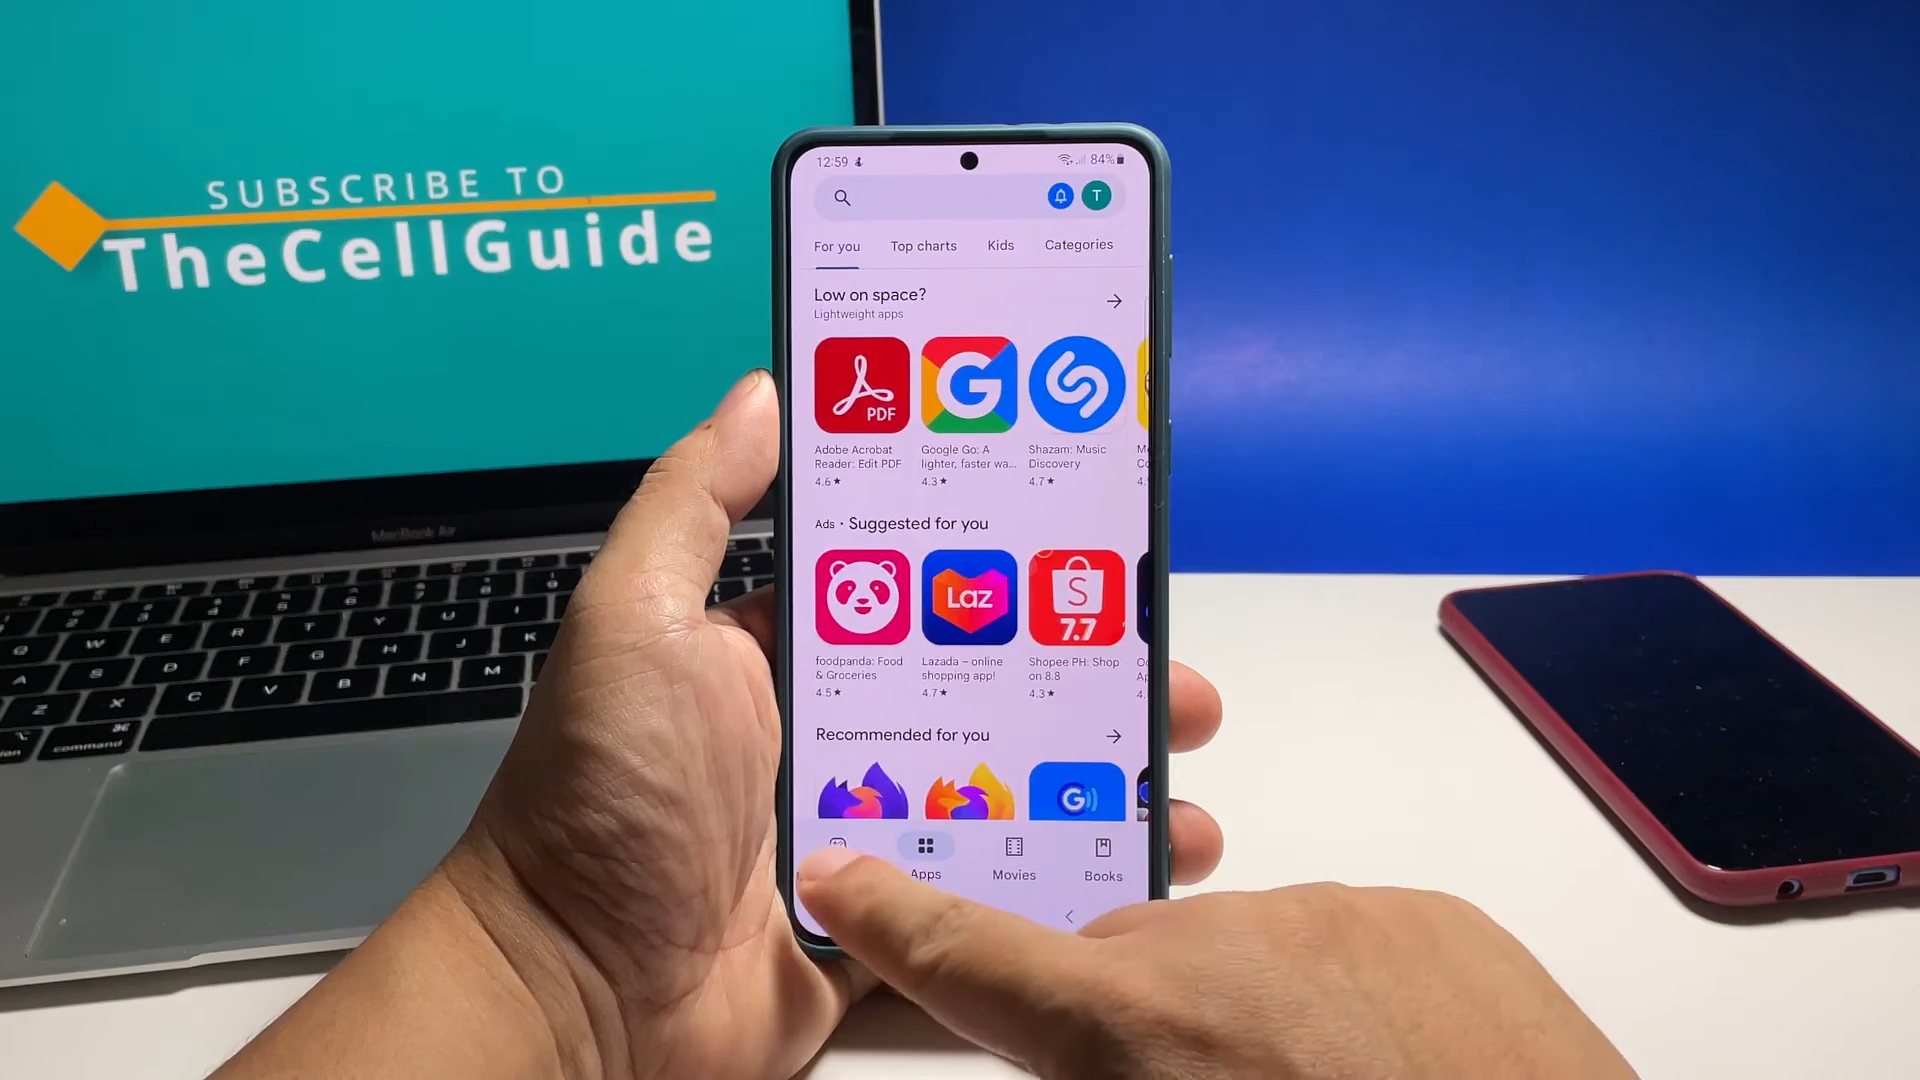 SUBSCRIBE TO
TheCellGuide
MacBook Air
12:59
84%
T
For you
Top charts
Kids
Categories
Low on space?
Lightweight apps
PDF
G
Adobe Acrobat
Reader: Edit PDF
4.6★
Google Go: A
lighter, faster wa...
4.3★
Shazam: Music
Discovery
4.7★
Ads • Suggested for you
Laz
S
7.7
foodpanda: Food
& Groceries
4.5★
Lazada – online
shopping app!
4.7★
Shopee PH: Shop
on 8.8
4.3★
Recommended for you
G
Apps
Movies
Books
W E R T Y U I
A S D F G H J K
Z X C V B N M
command